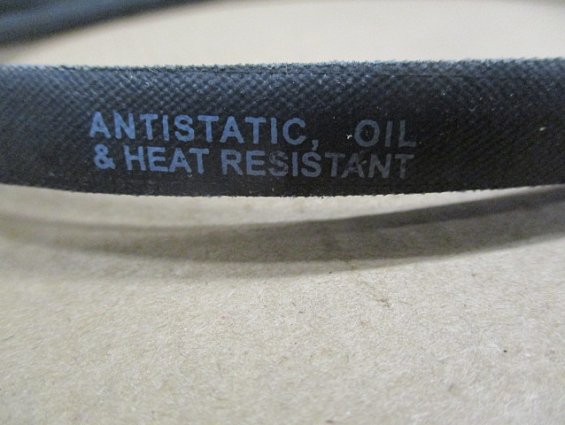 ANTISTATIC, OIL
& HEAT RESISTANT